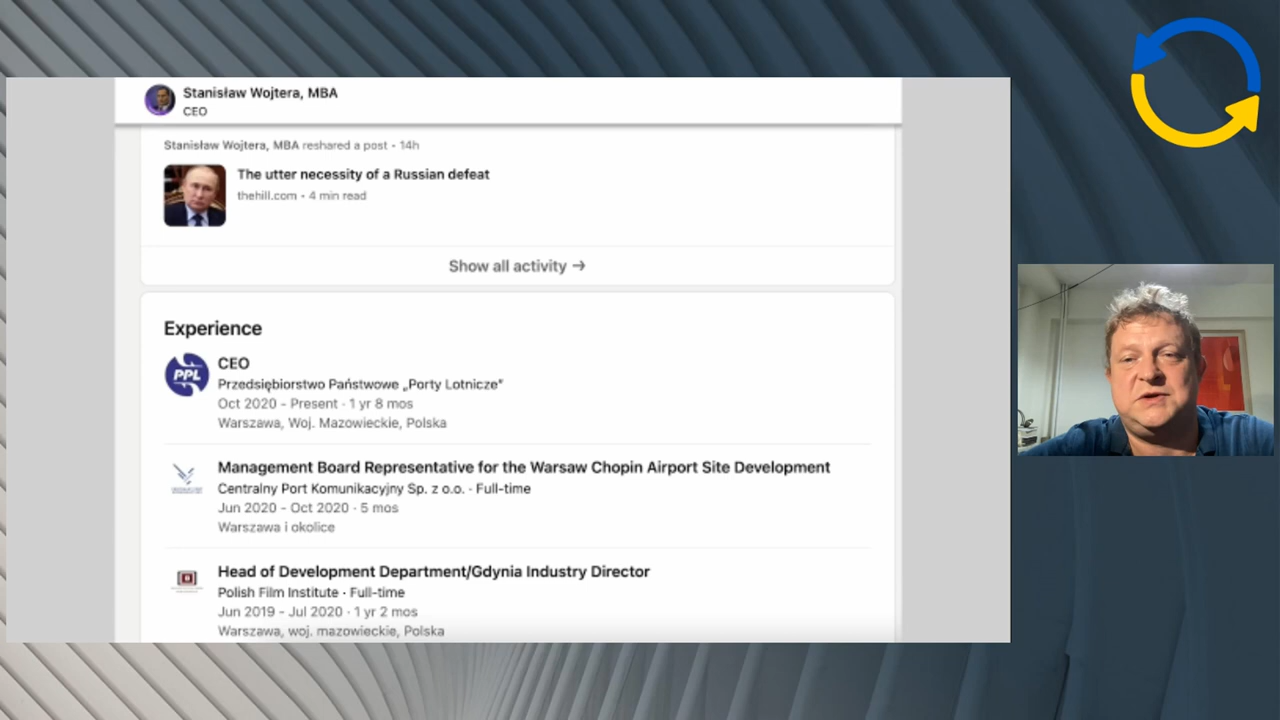 Stanisław Wojtera, MBA
CEO
Stanisław Wojtera, MBA reshared a post • 14h
The utter necessity of a Russian defeat
thehill.com • 4 min read
Show all activity →
Experience
PPL
CEO
Przedsiębiorstwo Państwowe „Porty Lotnicze"
Oct 2020 - Present · 1 yr 8 mos
Warszawa, Woj. Mazowieckie, Polska
Management Board Representative for the Warsaw Chopin Airport Site Development
Centralny Port Komunikacyjny Sp. z o.o. · Full-time
Jun 2020 - Oct 2020 · 5 mos
Warszawa i okolice
Head of Development Department/Gdynia Industry Director
Polish Film Institute · Full-time
Jun 2019 - Jul 2020 · 1 yr 2 mos
Warszawa, woj. mazowieckie, Polska